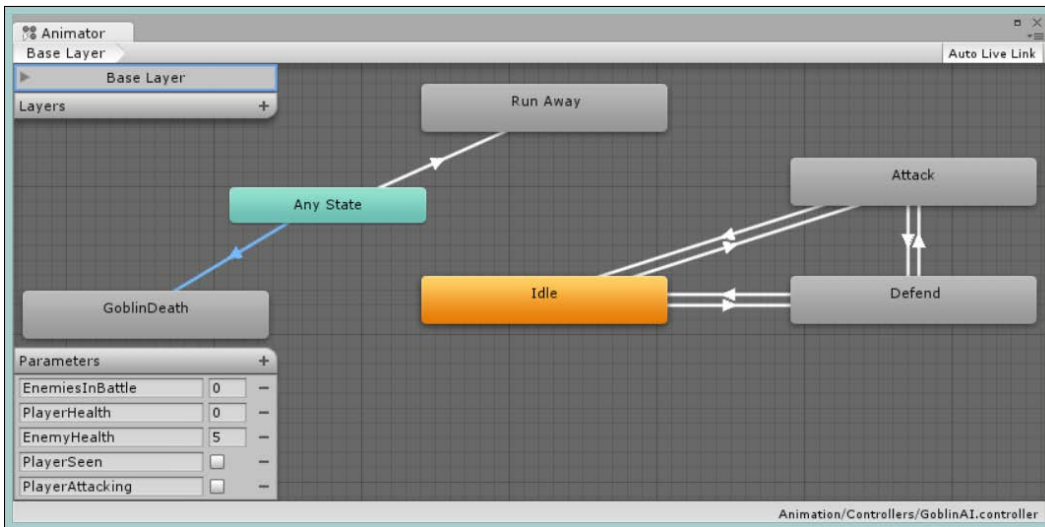 Animator
Base Layer
Auto Live Link
Base Layer
Layers
Run Away
Attack
Any State
Idle
Defend
GoblinDeath
Parameters
EnemiesInBattle 0
PlayerHealth 0
EnemyHealth 5
PlayerSeen
PlayerAttacking
Animation/Controllers/GoblinAI.controller